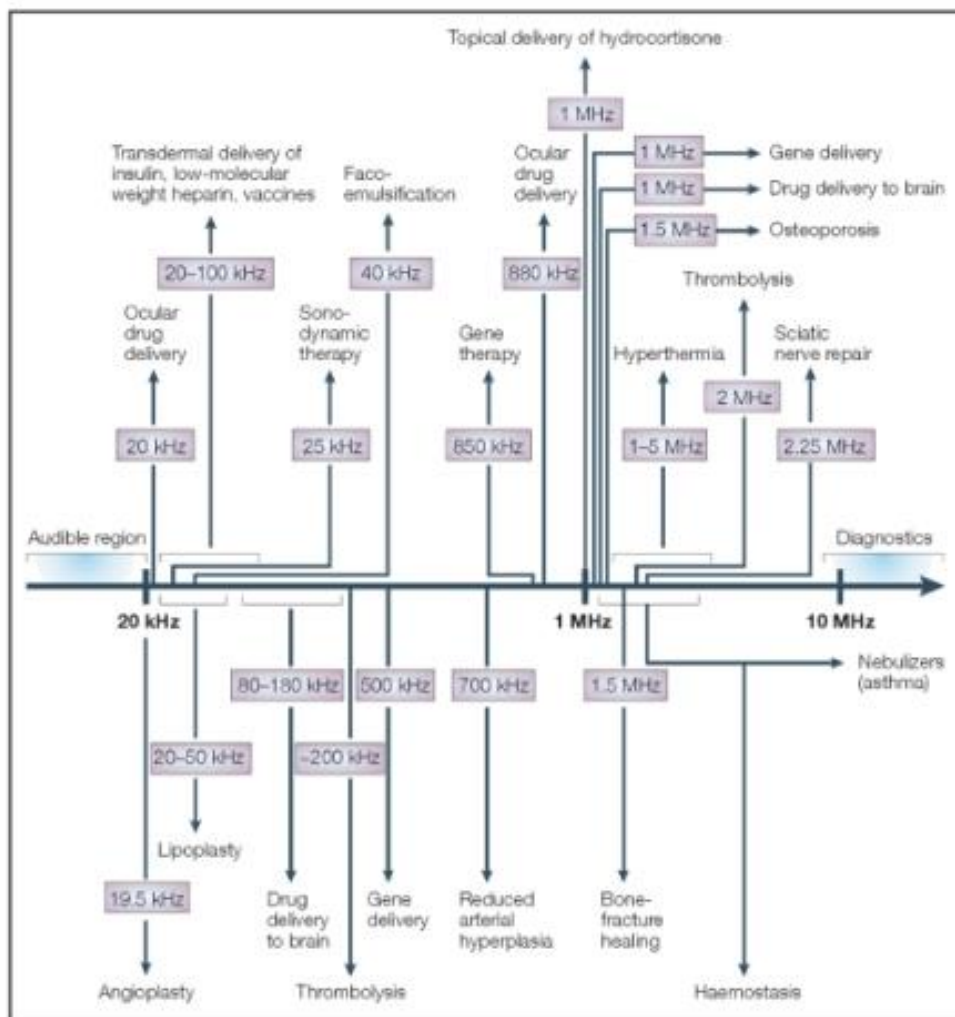 Topical delivery of hydrocortisone
1 MHz
Transdermal delivery of
insulin, low-molecular
weight heparin, vaccines
Faco-
emulsification
Ocular
drug
delivery
1 MHz
Gene delivery
1 MHz
Drug delivery to brain
1.5 MHz
Osteoporosis
20–100 kHz
40 kHz
880 kHz
Thrombolysis
Ocular
drug
delivery
Sono-
dynamic
therapy
Gene
therapy
Hyperthermia
Sciatic
nerve repair
2 MHz
20 kHz
25 kHz
850 kHz
1–5 MHz
2.25 MHz
Audible region
Diagnostics
20 kHz
1 MHz
10 MHz
Nebulizers
(asthma)
80–180 kHz
500 kHz
700 kHz
1.5 MHz
20–50 kHz
~200 kHz
Lipoplasty
19.5 kHz
Drug
delivery
to brain
Gene
delivery
Reduced
arterial
hyperplasia
Bone-
fracture
healing
Angioplasty
Thrombolysis
Haemostasis